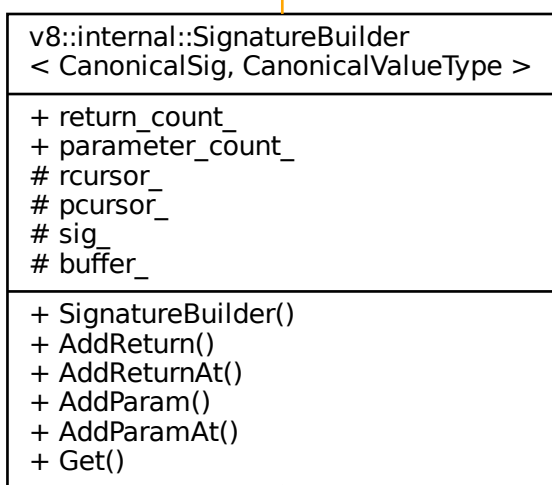 v8::internal::SignatureBuilder
< CanonicalSig, CanonicalValueType >
+ return_count_
+ parameter_count_
# rcursor_
# pcursor_
# sig_
# buffer_
+ SignatureBuilder()
+ AddReturn()
+ AddReturnAt()
+ AddParam()
+ AddParamAt()
+ Get()